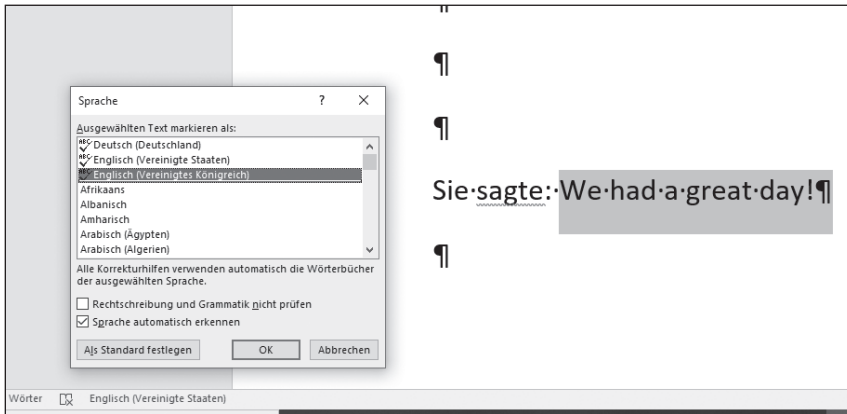 ¶
¶
¶
Sprache ? ×
Ausgewählten Text markieren als:
Deutsch (Deutschland)
Englisch (Vereinigte Staaten)
Englisch (Vereinigtes Königreich)
Afrikaans
Albanisch
Amharisch
Arabisch (Ägypten)
Arabisch (Algerien)
Alle Korrekturhilfen verwenden automatisch die Wörterbücher
der ausgewählten Sprache.
Rechtschreibung und Grammatik nicht prüfen
Sprache automatisch erkennen
Als Standard festlegen OK Abbrechen
Sie·sagte:·We·had·a·great·day!¶
¶
Wörter Englisch (Vereinigte Staaten)